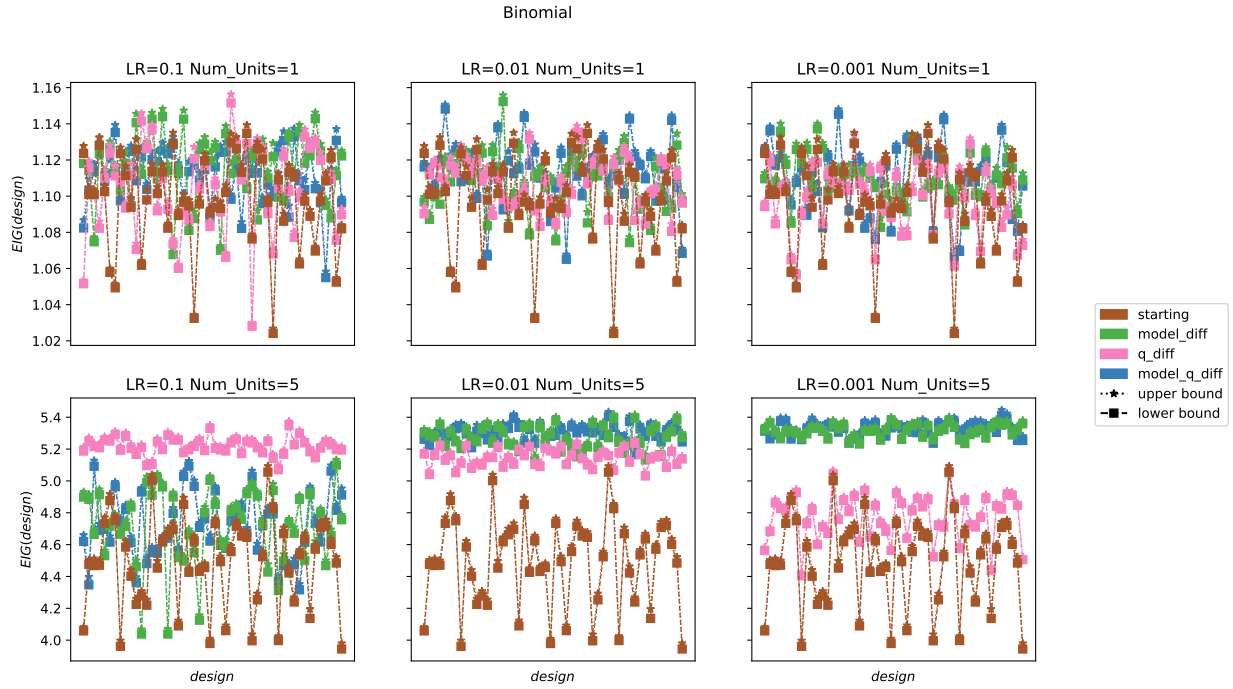 Binomial
LR=0.1 Num_Units=1
LR=0.01 Num_Units=1
LR=0.001 Num_Units=1
EIG(design)
1.16
1.14
1.12
1.10
1.08
1.06
1.04
1.02
starting
model_diff
q_diff
model_q_diff
upper bound
lower bound
LR=0.1 Num_Units=5
LR=0.01 Num_Units=5
LR=0.001 Num_Units=5
EIG(design)
5.4
5.2
5.0
4.8
4.6
4.4
4.2
4.0
design
design
design